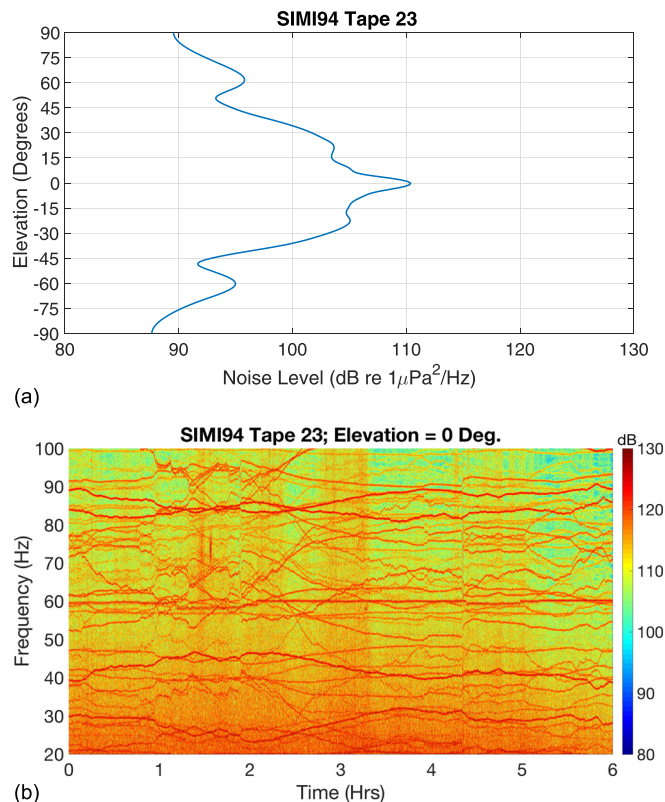 SIMI94 Tape 23
90
75
60
45
30
15
0
-15
-30
-45
-60
-75
-90
Elevation (Degrees)
80 90 100 110 120 130
Noise Level (dB re 1μPa²/Hz)
(a)
SIMI94 Tape 23; Elevation = 0 Deg.
dB
100
90
80
70
60
50
40
30
20
Frequency (Hz)
130
120
110
100
90
80
0 1 2 3 4 5 6
Time (Hrs)
(b)